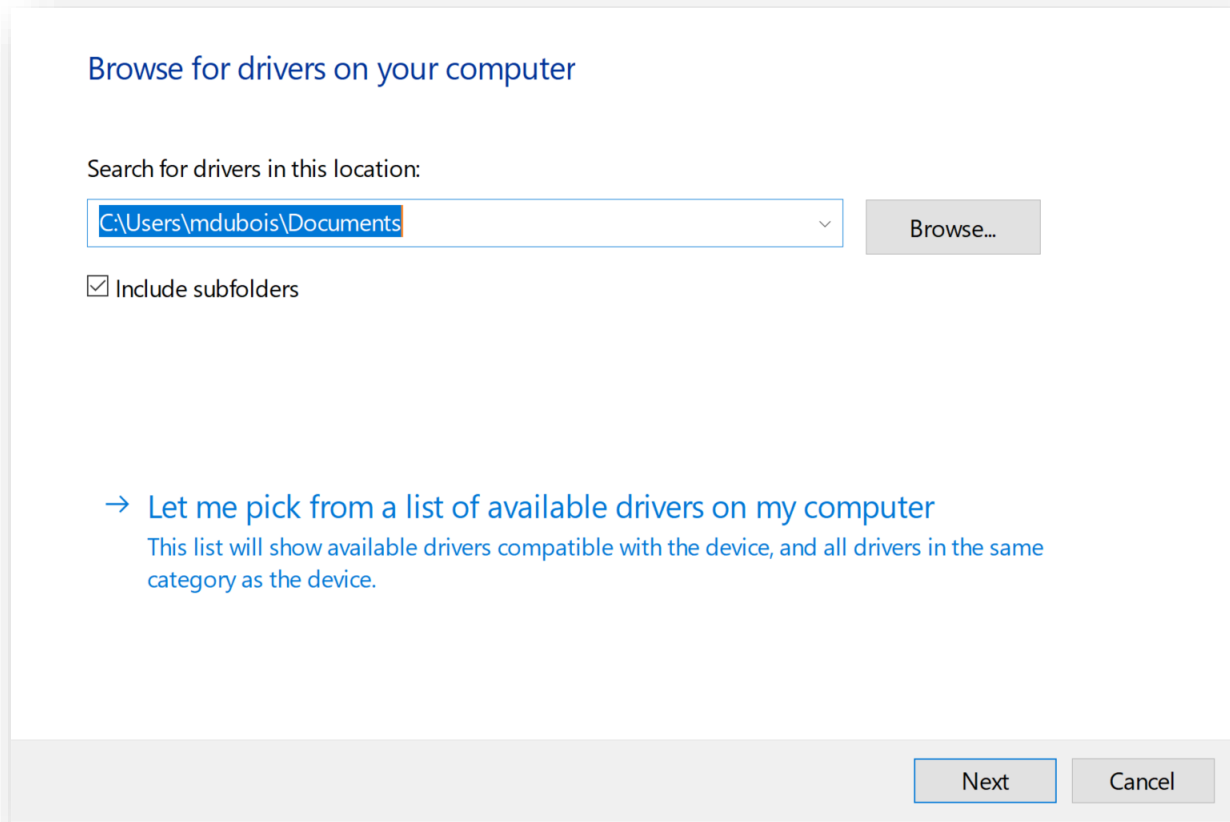 Browse for drivers on your computer
Search for drivers in this location:
C:\Users\mdubois\Documents
Browse...
Include subfolders
Let me pick from a list of available drivers on my computer
This list will show available drivers compatible with the device, and all drivers in the same
category as the device.
Next
Cancel